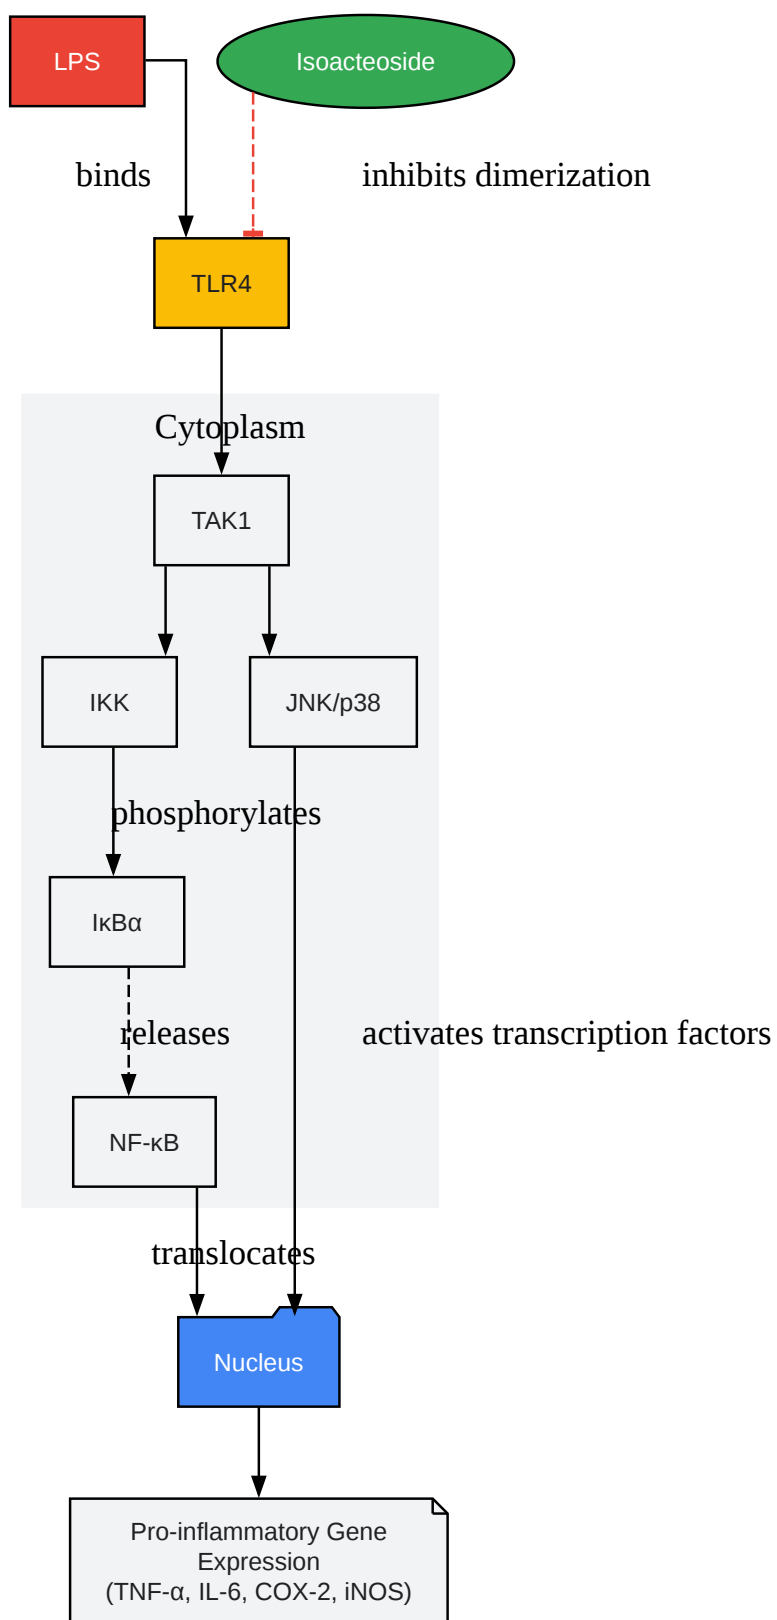 LPS
Isoacteoside
binds
inhibits dimerization
TLR4
Cytoplasm
TAK1
IKK
JNK/p38
phosphorylates
IκBα
releases
activates transcription factors
NF-κB
translocates
Nucleus
Pro-inflammatory Gene
Expression
(TNF-α, IL-6, COX-2, iNOS)